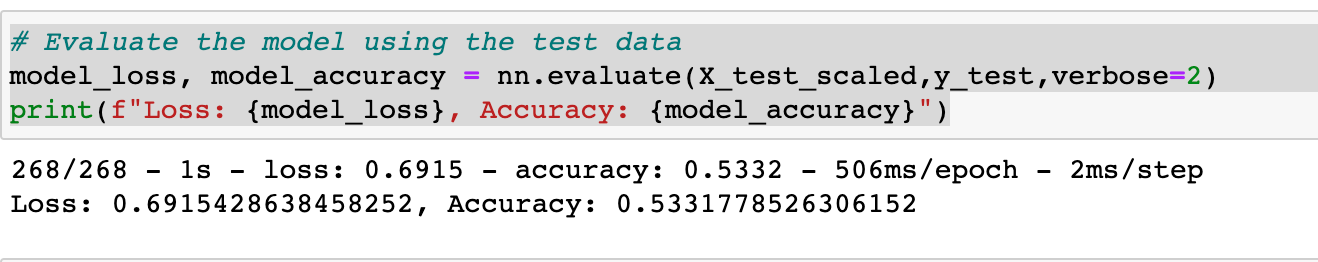 # Evaluate the model using the test data
model_loss, model_accuracy = nn.evaluate(X_test_scaled,y_test,verbose=2)
print(f"Loss: {model_loss}, Accuracy: {model_accuracy}")
268/268 - 1s - loss: 0.6915 - accuracy: 0.5332 - 506ms/epoch - 2ms/step
Loss: 0.6915428638458252, Accuracy: 0.5331778526306152